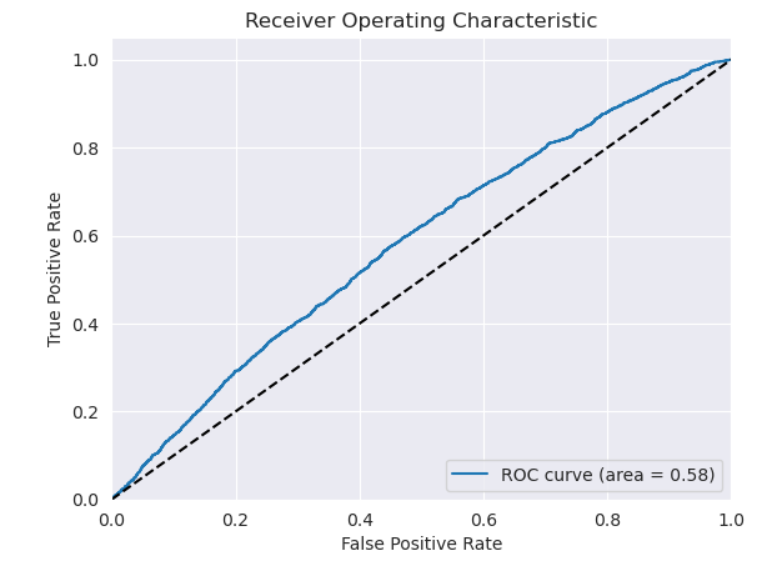 Receiver Operating Characteristic
True Positive Rate
1.0
0.8
0.6
0.4
0.2
0.0
ROC curve (area = 0.58)
0.0 0.2 0.4 0.6 0.8 1.0
False Positive Rate